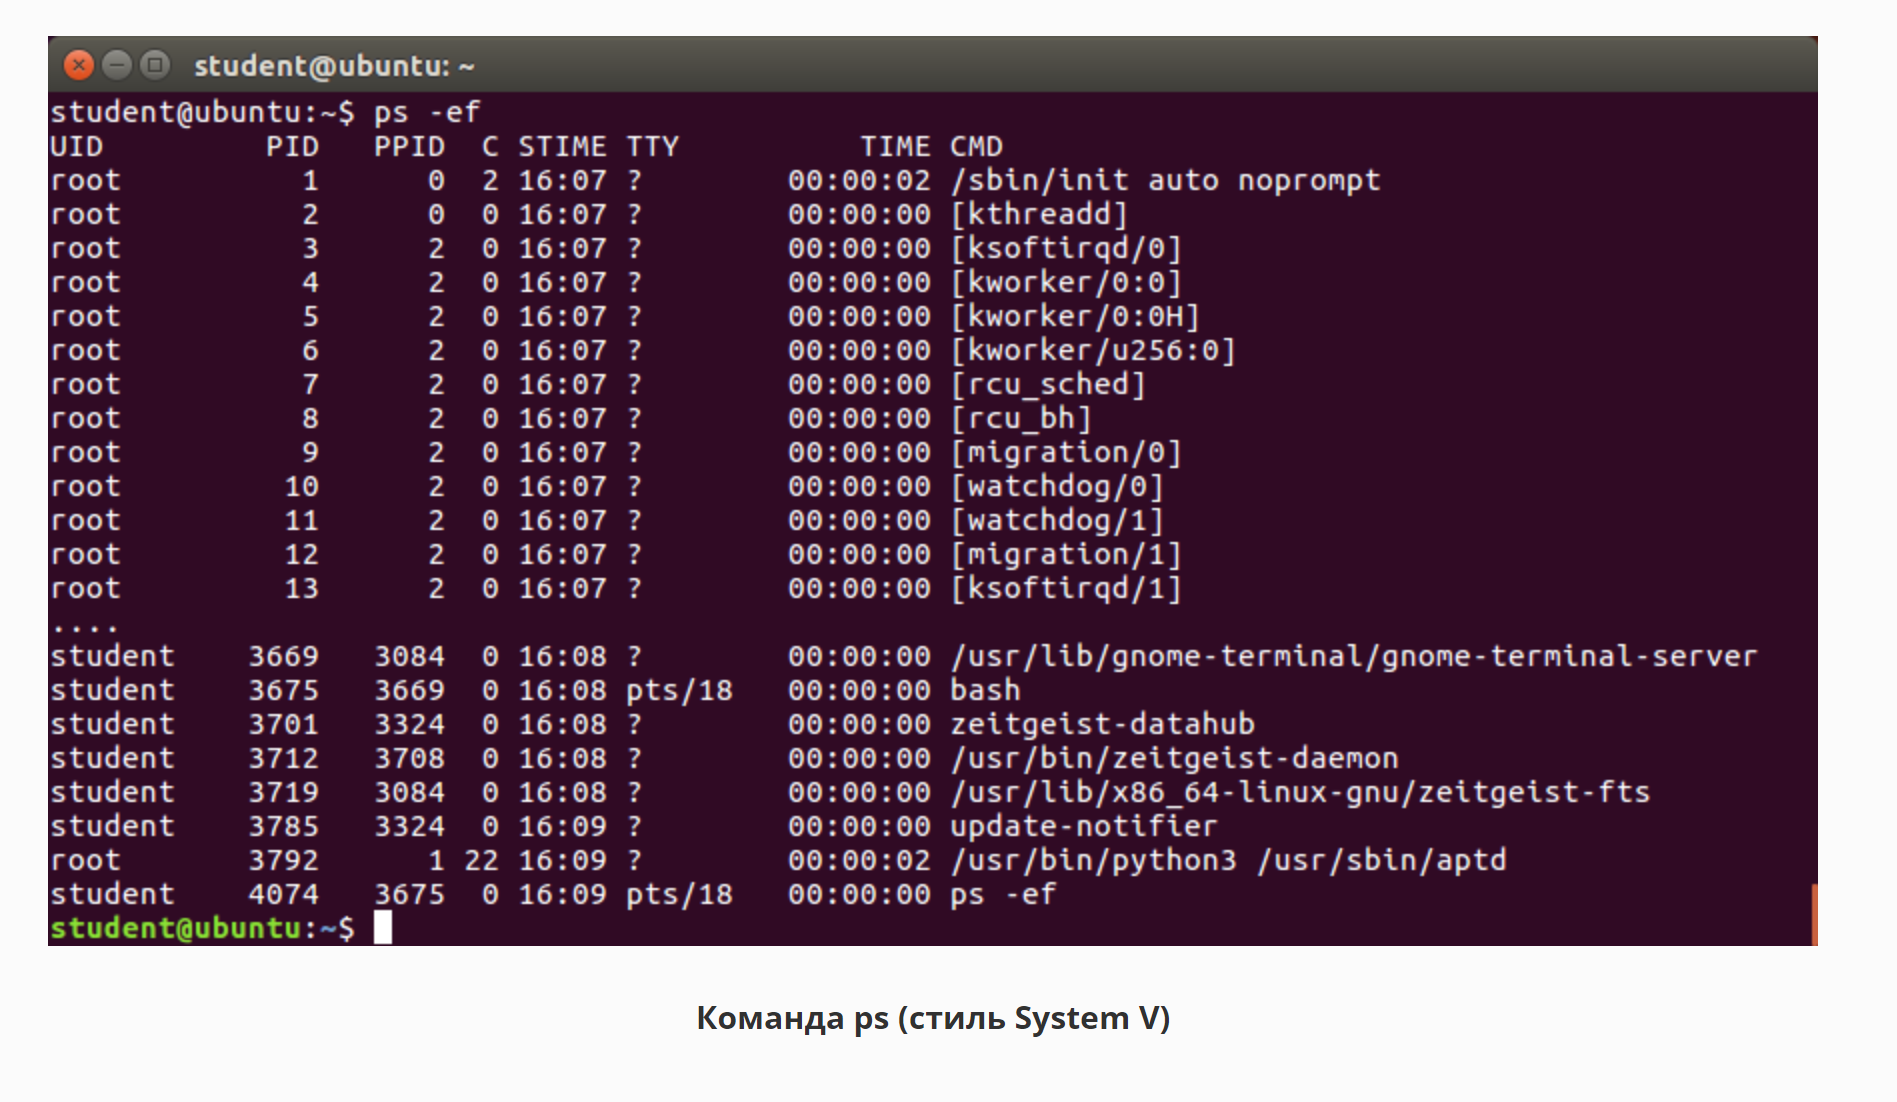 student@ubuntu: ~
student@ubuntu:~$ ps -ef
UID         PID   PPID  C STIME TTY          TIME CMD
root          1      0  2 16:07 ?        00:00:02 /sbin/init auto noprompt
root          2      0  0 16:07 ?        00:00:00 [kthreadd]
root          3      2  0 16:07 ?        00:00:00 [ksoftirqd/0]
root          4      2  0 16:07 ?        00:00:00 [kworker/0:0]
root          5      2  0 16:07 ?        00:00:00 [kworker/0:0H]
root          6      2  0 16:07 ?        00:00:00 [kworker/u256:0]
root          7      2  0 16:07 ?        00:00:00 [rcu_sched]
root          8      2  0 16:07 ?        00:00:00 [rcu_bh]
root          9      2  0 16:07 ?        00:00:00 [migration/0]
root         10      2  0 16:07 ?        00:00:00 [watchdog/0]
root         11      2  0 16:07 ?        00:00:00 [watchdog/1]
root         12      2  0 16:07 ?        00:00:00 [migration/1]
root         13      2  0 16:07 ?        00:00:00 [ksoftirqd/1]
....
student    3669   3084  0 16:08 ?        00:00:00 /usr/lib/gnome-terminal/gnome-terminal-server
student    3675   3669  0 16:08 pts/18   00:00:00 bash
student    3701   3324  0 16:08 ?        00:00:00 zeitgeist-datahub
student    3712   3708  0 16:08 ?        00:00:00 /usr/bin/zeitgeist-daemon
student    3719   3084  0 16:08 ?        00:00:00 /usr/lib/x86_64-linux-gnu/zeitgeist-fts
student    3785   3324  0 16:09 ?        00:00:00 update-notifier
root       3792      1 22 16:09 ?        00:00:02 /usr/bin/python3 /usr/sbin/aptd
student    4074   3675  0 16:09 pts/18   00:00:00 ps -ef
student@ubuntu:~$
Команда ps (стиль System V)